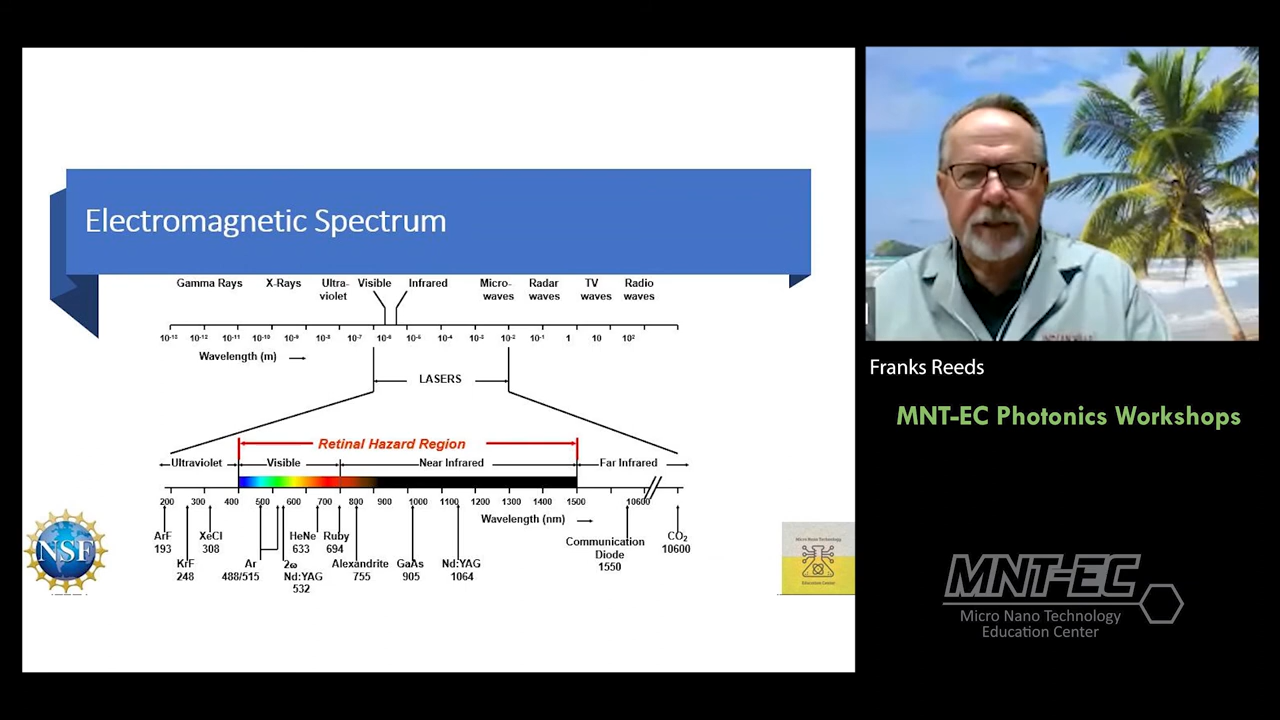 Electromagnetic Spectrum
Gamma Rays X-Rays Ultra- Visible Infrared Micro- Radar TV Radio
violet waves waves waves waves
10-13 10-12 10-11 10-10 10-9 10-8 10-7 10-6 10-5 10-4 10-3 10-2 10-1 1 10 10²
Wavelength (m)
LASERS
Retinal Hazard Region
Ultraviolet Visible Near Infrared Far Infrared
200 300 400 500 600 700 800 900 1000 1100 1200 1300 1400 1500 10600
Wavelength (nm)
ArF XeCl HeNe Ruby Communication CO2
193 308 633 694 Diode 10600
1550
KrF Ar 2ω Alexandrite GaAs Nd:YAG
248 488/515 Nd:YAG 755 905 1064
532
NSF
Micro Nano Technology
Education Center
Franks Reeds
MNT-EC Photonics Workshops
MNT-EC
Micro Nano Technology
Education Center